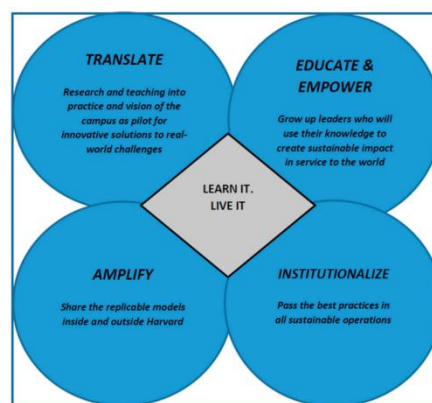 TRANSLATE
Research and teaching into
practice and vision of the
campus as pilot for
innovative solutions to real-
world challenges
EDUCATE &
EMPOWER
Grow up leaders who will
use their knowledge to
create sustainable impact
in service to the world
LEARN IT.
LIVE IT
AMPLIFY
Share the replicable models
inside and outside Harvard
INSTITUTIONALIZE
Pass the best practices in
all sustainable operations